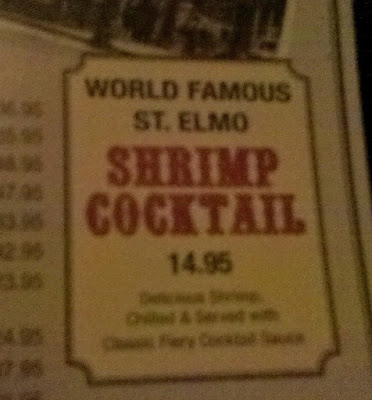 WORLD FAMOUS
ST. ELMO
SHRIMP
COCKTAIL
14.95
Delicious Shrimp,
Chilled & Served with
Classic Fiery Cocktail Sauce